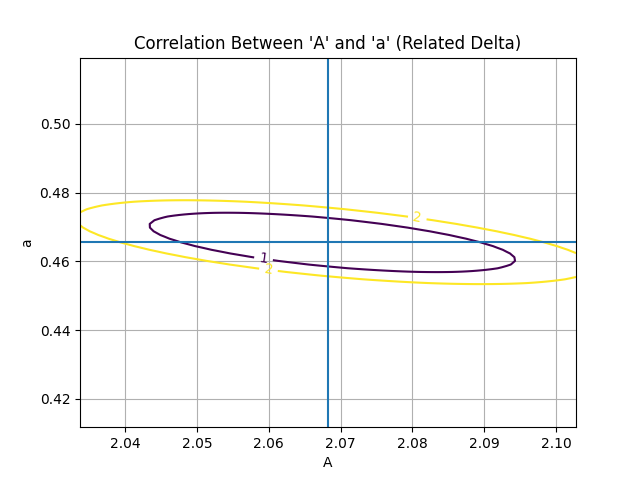 Correlation Between 'A' and 'a' (Related Delta)
0.50
0.48
0.46
0.44
0.42
a
2
1
2
2.04 2.05 2.06 2.07 2.08 2.09 2.10
A